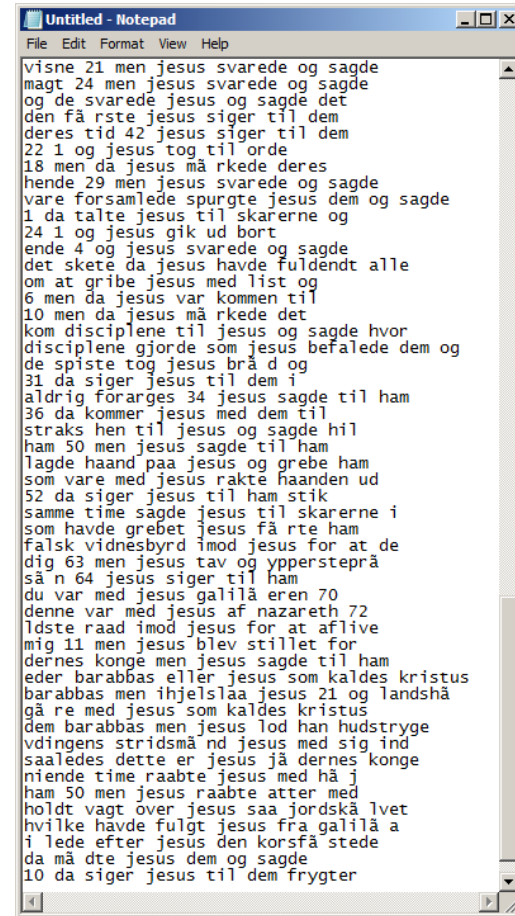 Untitled - Notepad
File Edit Format View Help
visne 21 men jesus svarede og sagde
magt 24 men jesus svarede og sagde
og de svarede jesus og sagde det
den fã rste jesus siger til dem
deres tid 42 jesus siger til dem
22 1 og jesus tog til orde
18 men da jesus mã rkede deres
hende 29 men jesus svarede og sagde
vare forsamlede spurgte jesus dem og sagde
1 da talte jesus til skarerne og
24 1 og jesus gik ud bort
ende 4 og jesus svarede og sagde
det skete da jesus havde fuldendt alle
om at gribe jesus med list og
6 men da jesus var kommen til
10 men da jesus mã rkede det
kom disciplene til jesus og sagde hvor
disciplene gjorde som jesus befalede dem og
de spiste tog jesus brã d og
31 da siger jesus til dem i
aldrig forarges 34 jesus sagde til ham
36 da kommer jesus med dem til
straks hen til jesus og sagde hil
ham 50 men jesus sagde til ham
lagde haand paa jesus og grebe ham
som vare med jesus rakte haanden ud
52 da siger jesus til ham stik
samme time sagde jesus til skarerne i
som havde grebet jesus fã rte ham
falsk vidnesbyrd imod jesus for at de
dig 63 men jesus tav og yppersteprã
sã n 64 jesus siger til ham
du var med jesus galilã eren 70
denne var med jesus af nazareth 72
ldste raad imod jesus for at aflive
mig 11 men jesus blev stillet for
dernes konge men jesus sagde til ham
eder barabbas eller jesus som kaldes kristus
barabbas men ihjelslaa jesus 21 og landshã
gã re med jesus som kaldes kristus
dem barabbas men jesus lod han hudstryge
vdingens stridsmã nd jesus med sig ind
saaledes dette er jesus jã dernes konge
niende time raabte jesus med hã j
ham 50 men jesus raabte atter med
holdt vagt over jesus saa jordskã lvet
hvilke havde fulgt jesus fra galilã a
i lede efter jesus den korsfã stede
da mã dte jesus dem og sagde
10 da siger jesus til dem frygter